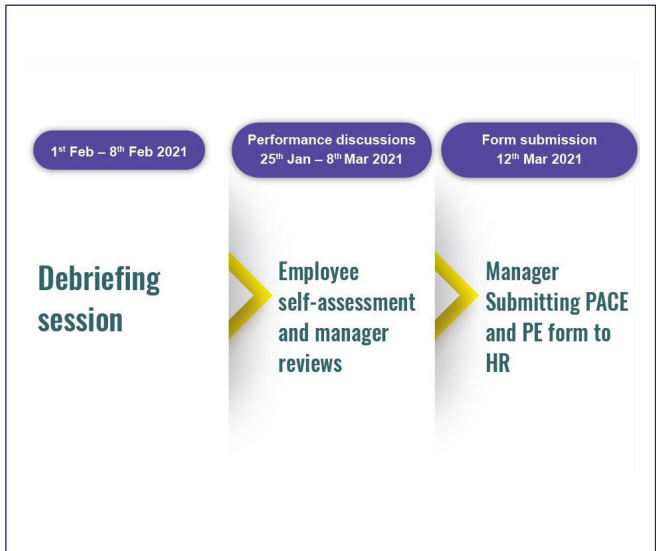 1st Feb – 8th Feb 2021
Debriefing
session
Performance discussions
25th Jan – 8th Mar 2021
Employee
self-assessment
and manager
reviews
Form submission
12th Mar 2021
Manager
Submitting PACE
and PE form to
HR